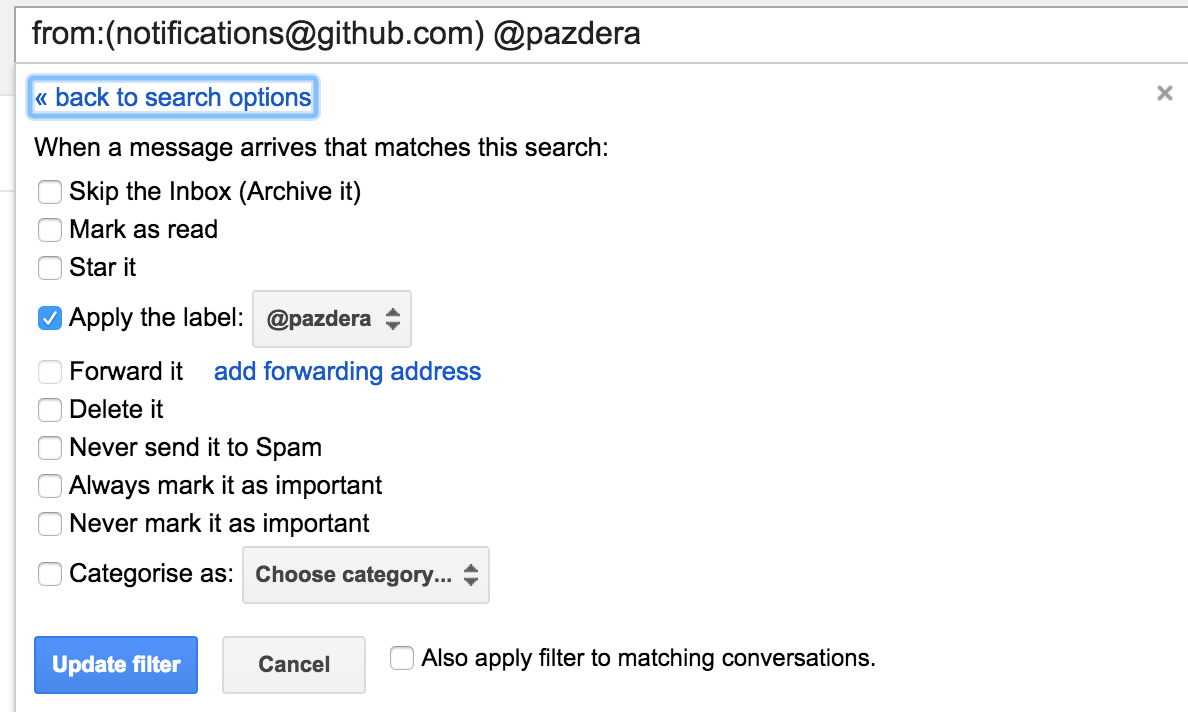 from:(notifications@github.com) @pazdera
« back to search options
When a message arrives that matches this search:
Skip the Inbox (Archive it)
Mark as read
Star it
Apply the label: @pazdera
Forward it add forwarding address
Delete it
Never send it to Spam
Always mark it as important
Never mark it as important
Categorise as: Choose category...
Update filter Cancel Also apply filter to matching conversations.